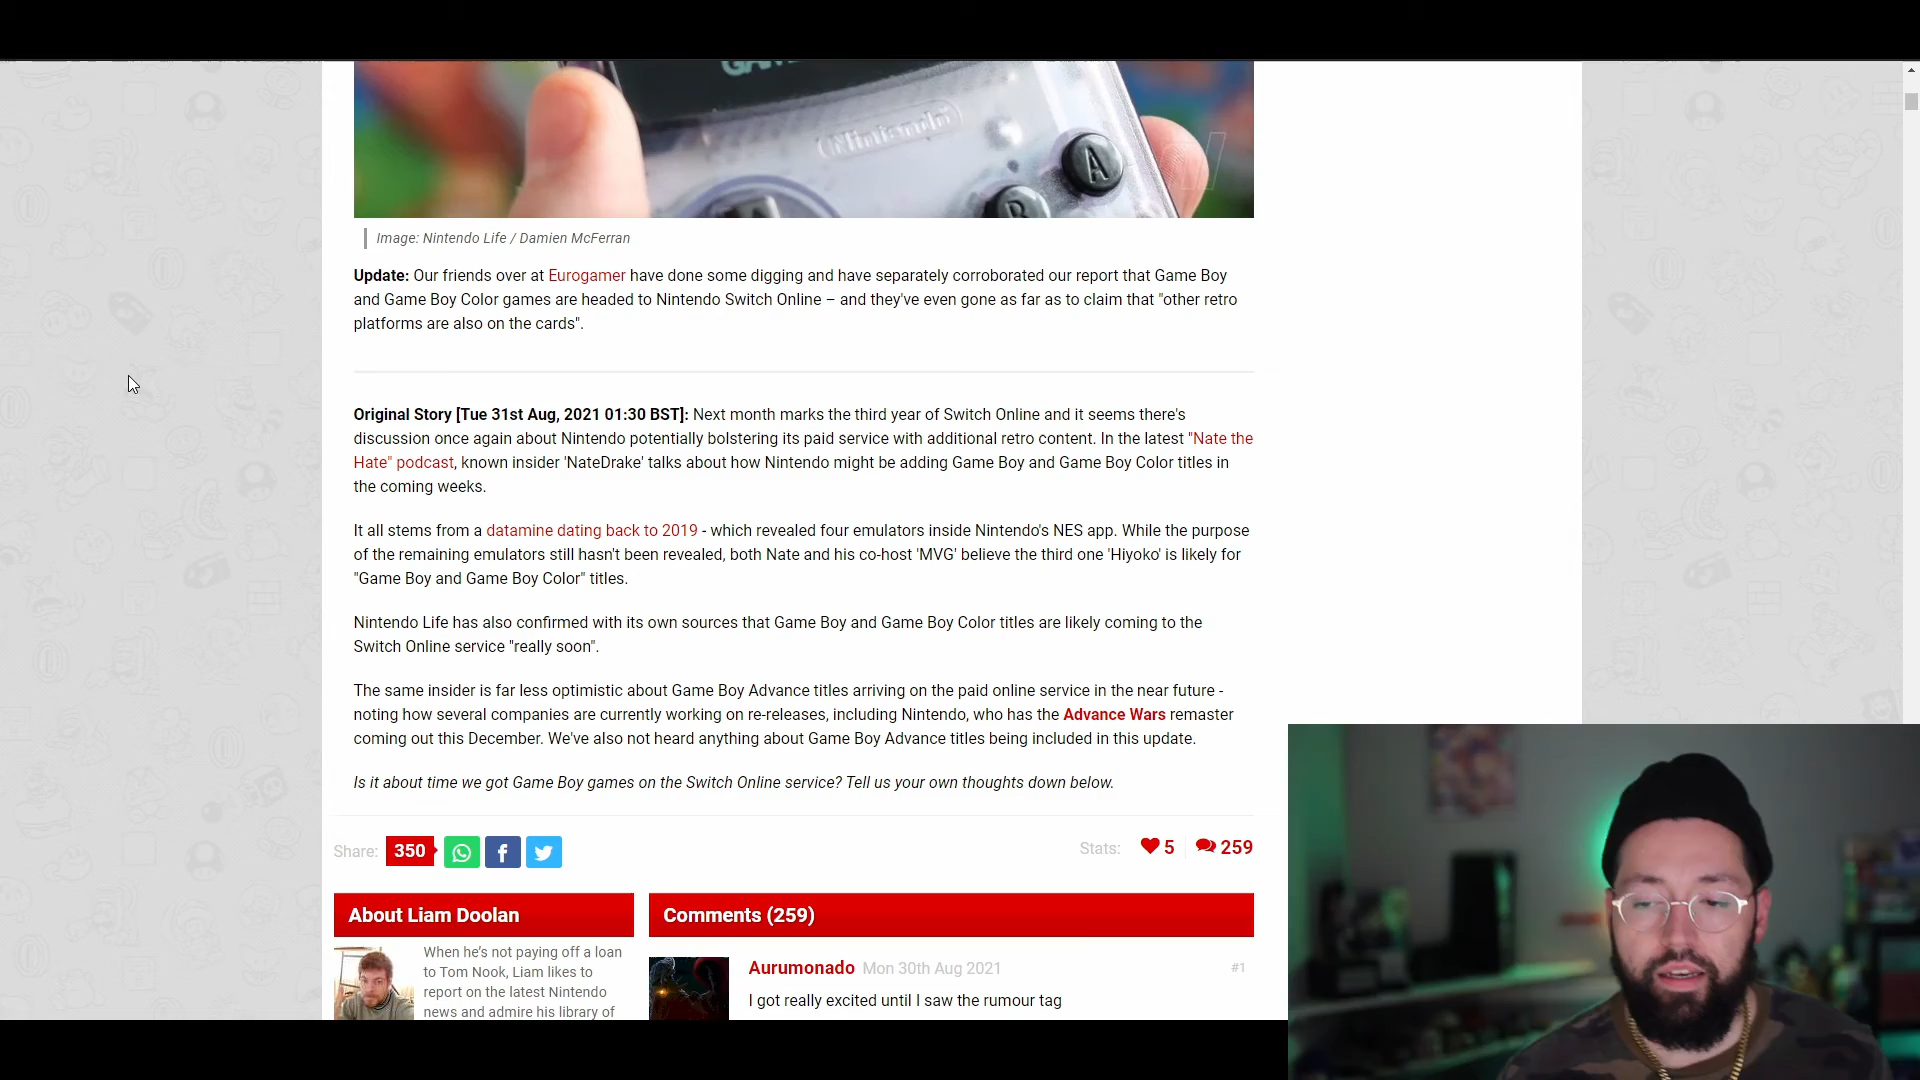 GAM
Nintendo
A
B
Image: Nintendo Life / Damien McFerran
Update: Our friends over at Eurogamer have done some digging and have separately corroborated our report that Game Boy
and Game Boy Color games are headed to Nintendo Switch Online – and they've even gone as far as to claim that "other retro
platforms are also on the cards".
Original Story [Tue 31st Aug, 2021 01:30 BST]: Next month marks the third year of Switch Online and it seems there's
discussion once again about Nintendo potentially bolstering its paid service with additional retro content. In the latest "Nate the
Hate" podcast, known insider 'NateDrake' talks about how Nintendo might be adding Game Boy and Game Boy Color titles in
the coming weeks.
It all stems from a datamine dating back to 2019 - which revealed four emulators inside Nintendo's NES app. While the purpose
of the remaining emulators still hasn't been revealed, both Nate and his co-host 'MVG' believe the third one 'Hiyoko' is likely for
"Game Boy and Game Boy Color" titles.
Nintendo Life has also confirmed with its own sources that Game Boy and Game Boy Color titles are likely coming to the
Switch Online service "really soon".
The same insider is far less optimistic about Game Boy Advance titles arriving on the paid online service in the near future -
noting how several companies are currently working on re-releases, including Nintendo, who has the Advance Wars remaster
coming out this December. We've also not heard anything about Game Boy Advance titles being included in this update.
Is it about time we got Game Boy games on the Switch Online service? Tell us your own thoughts down below.
Share: 350
Stats: 5 259
About Liam Doolan
When he's not paying off a loan
to Tom Nook, Liam likes to
report on the latest Nintendo
news and admire his library of
Comments (259)
Aurumonado Mon 30th Aug 2021 #1
I got really excited until I saw the rumour tag